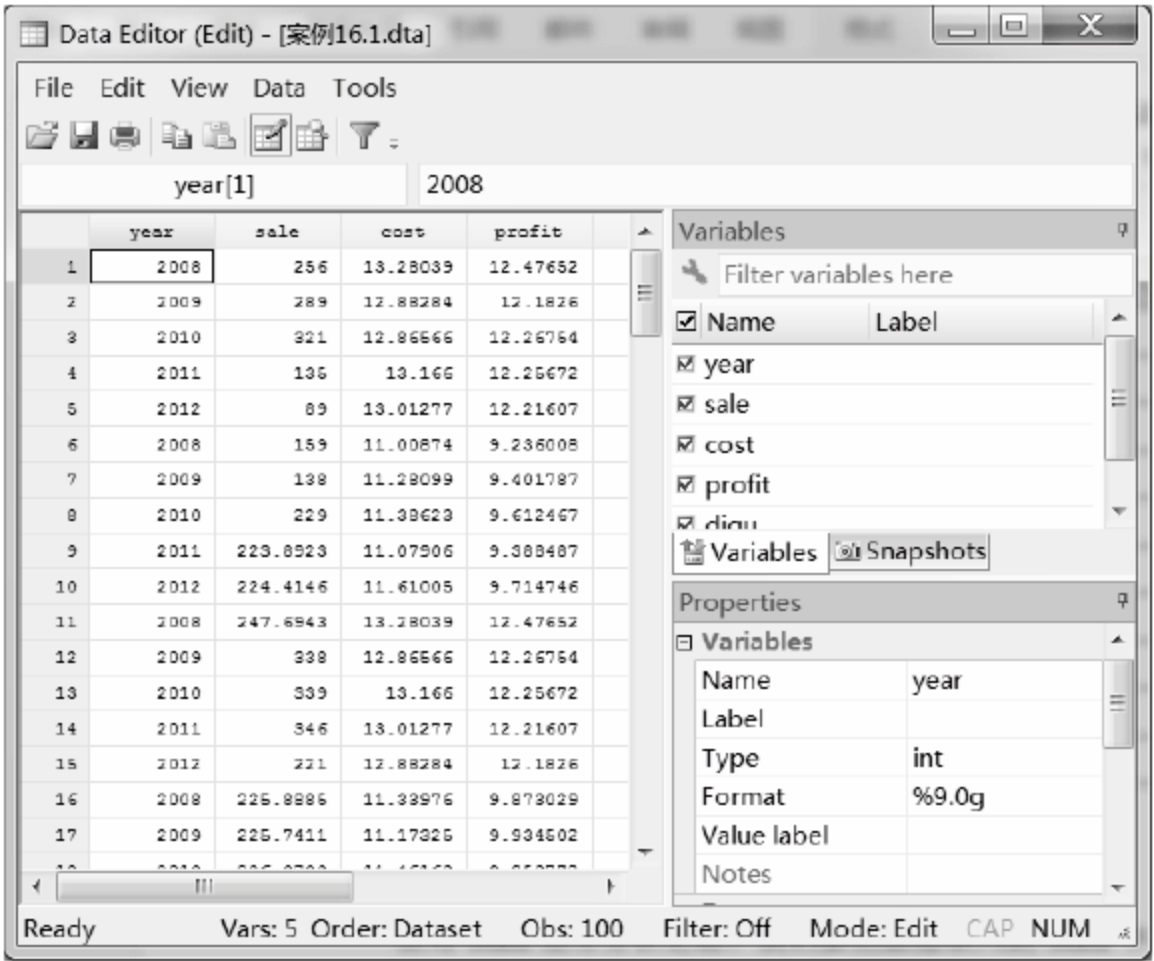 Data Editor (Edit) - [案例16.1.dta]
File Edit View Data Tools
year[1] 2008
year sale cost profit
1 2008 256 13.28039 12.47652
2 2009 289 12.88284 12.1826
3 2010 321 12.86566 12.26754
4 2011 135 13.166 12.25672
5 2012 89 13.01277 12.21607
6 2008 159 11.00874 9.236008
7 2009 138 11.28099 9.401787
8 2010 229 11.38623 9.612467
9 2011 223.8923 11.07906 9.388487
10 2012 224.4146 11.61005 9.714746
11 2008 247.6943 13.28039 12.47652
12 2009 338 12.86566 12.26754
13 2010 339 13.166 12.25672
14 2011 346 13.01277 12.21607
15 2012 221 12.88284 12.1826
16 2008 225.8885 11.33976 9.873029
17 2009 225.7411 11.17325 9.934502
Variables
Filter variables here
Name Label
year
sale
cost
profit
diqu
Variables Snapshots
Properties
Variables
Name year
Label
Type int
Format %9.0g
Value label
Notes
Ready Vars: 5 Order: Dataset Obs: 100 Filter: Off Mode: Edit CAP NUM